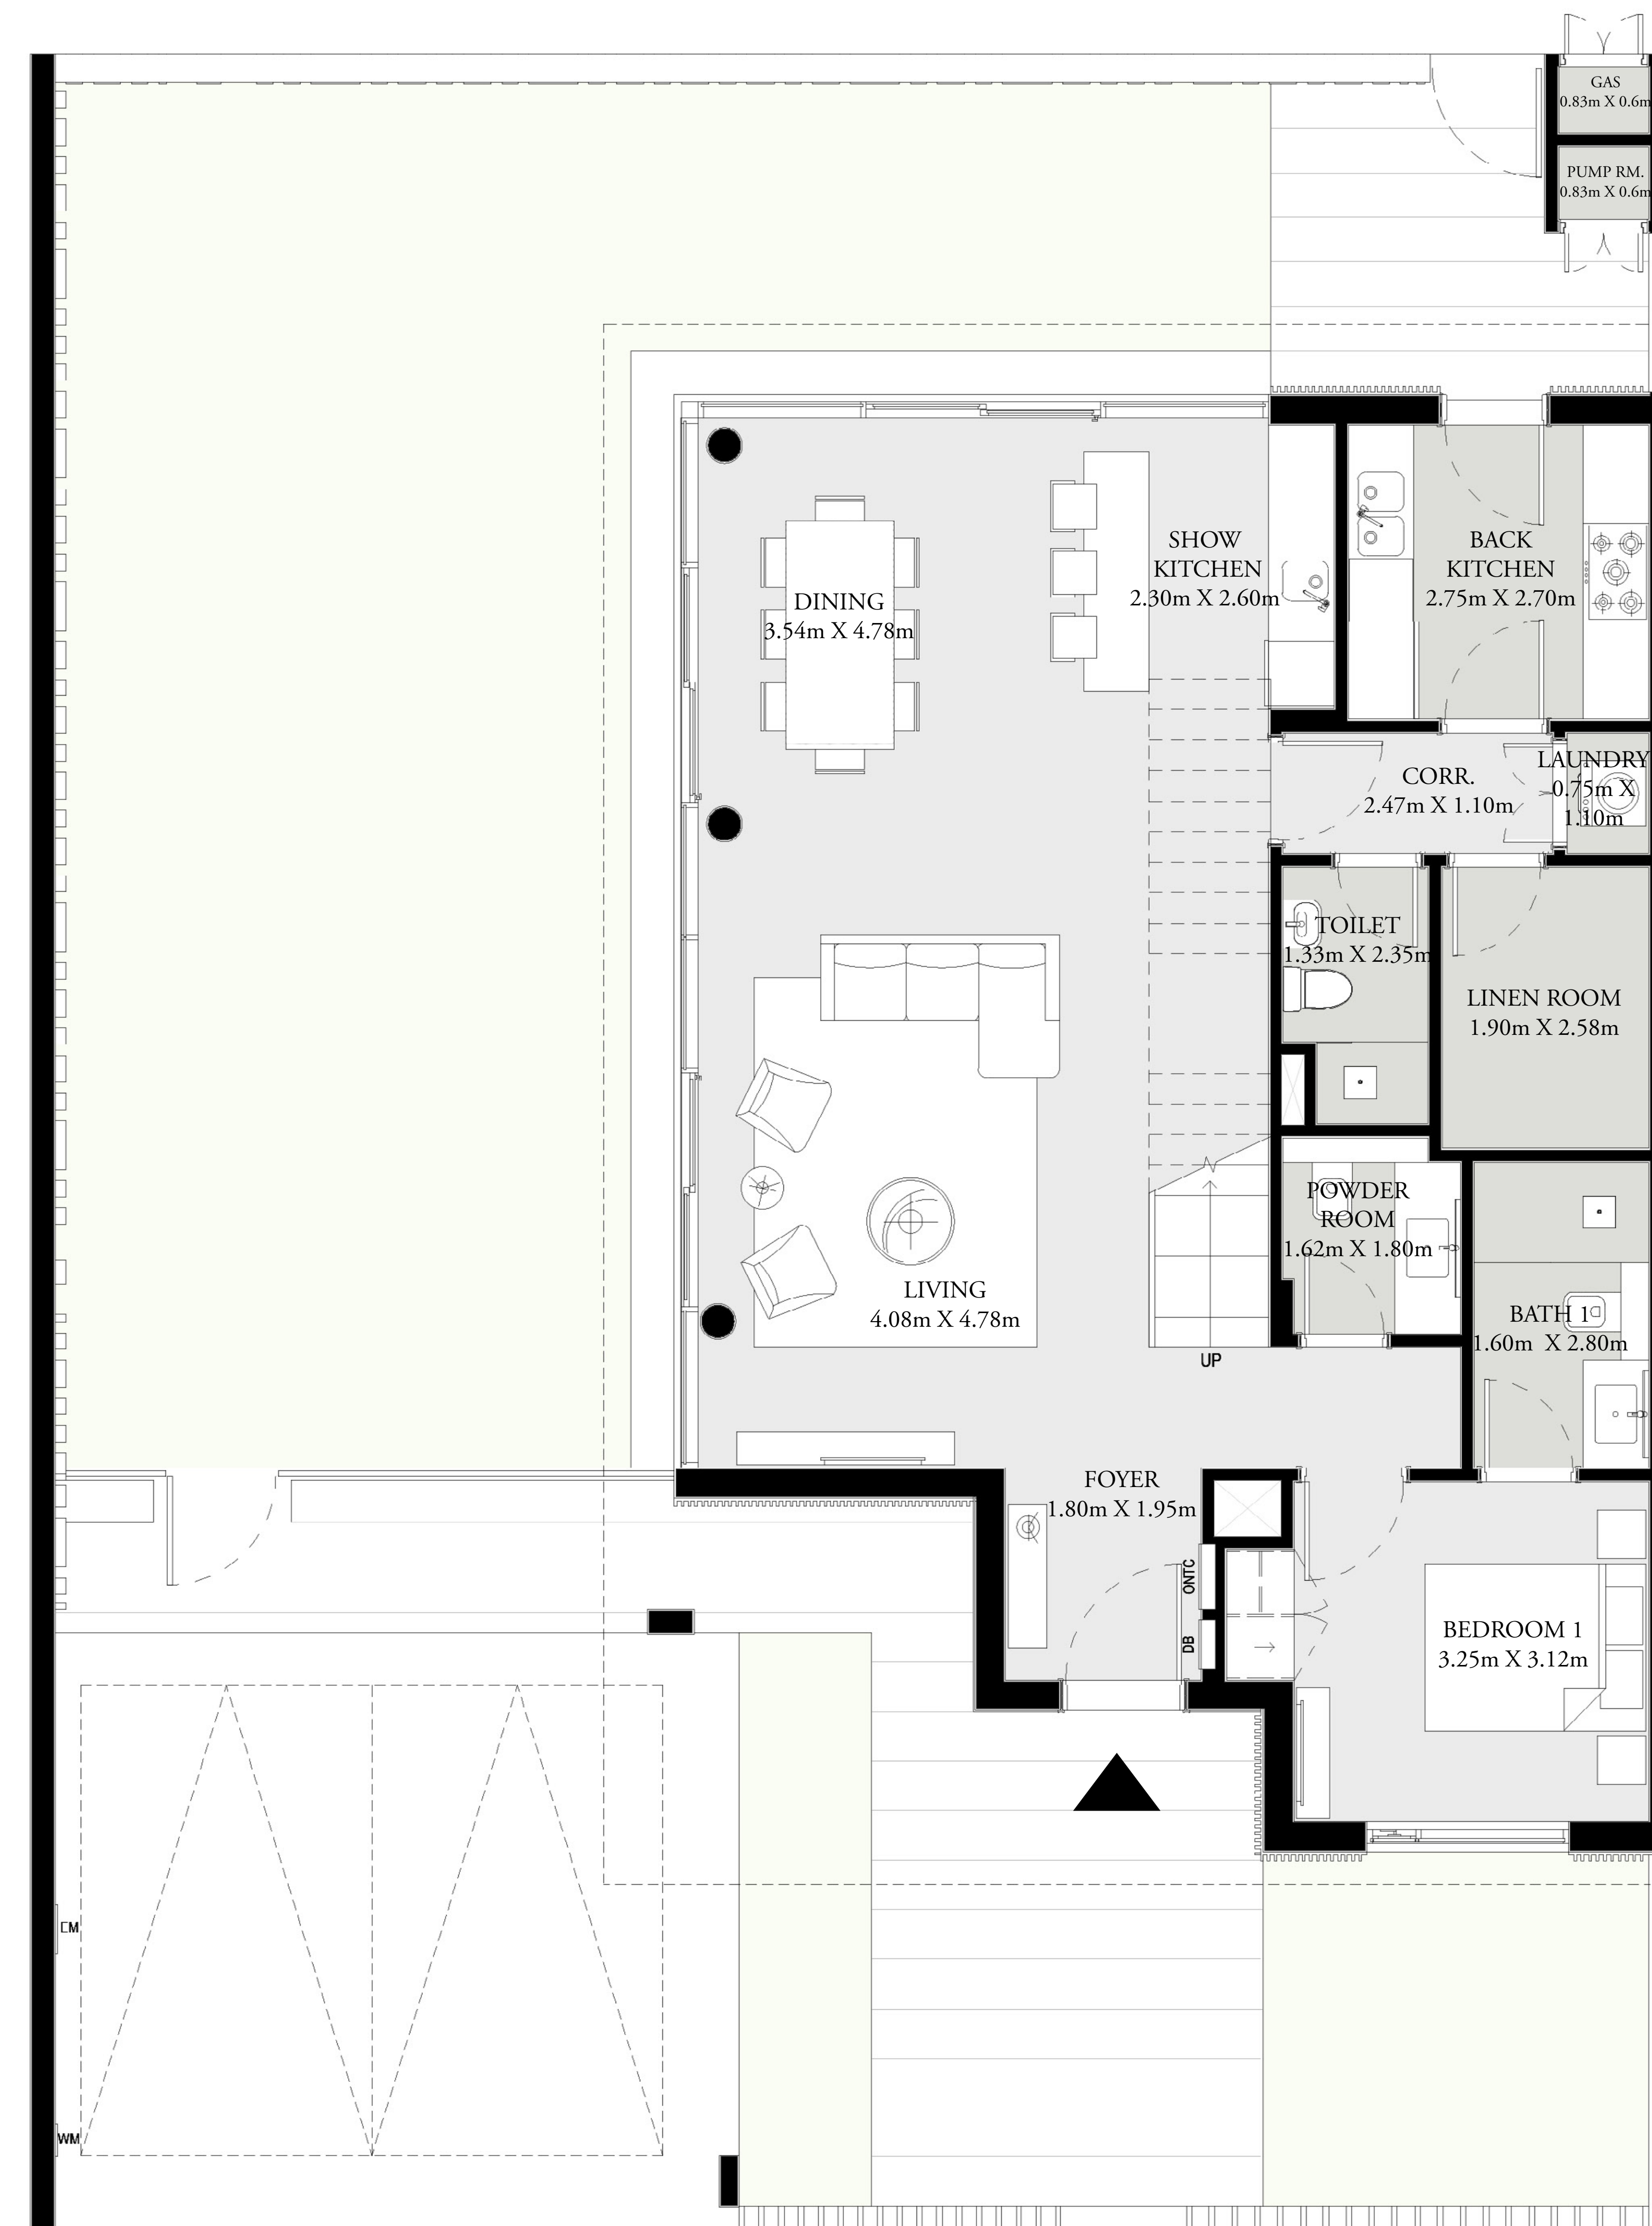 GAS
0.83m X 0.6m
PUMP RM.
0.83m X 0.6m
SHOW
KITCHEN
2.30m X 2.60m
BACK
KITCHEN
2.75m X 2.70m
DINING
3.54m X 4.78m
CORR.
2.47m X 1.10m
LAUNDRY
0.75m X
1.10m
TOILET
1.33m X 2.35m
LINEN ROOM
1.90m X 2.58m
POWDER
ROOM
1.62m X 1.80m
LIVING
4.08m X 4.78m
BATH 1
1.60m X 2.80m
UP
FOYER
1.80m X 1.95m
ONTC
DB
BEDROOM 1
3.25m X 3.12m
WM